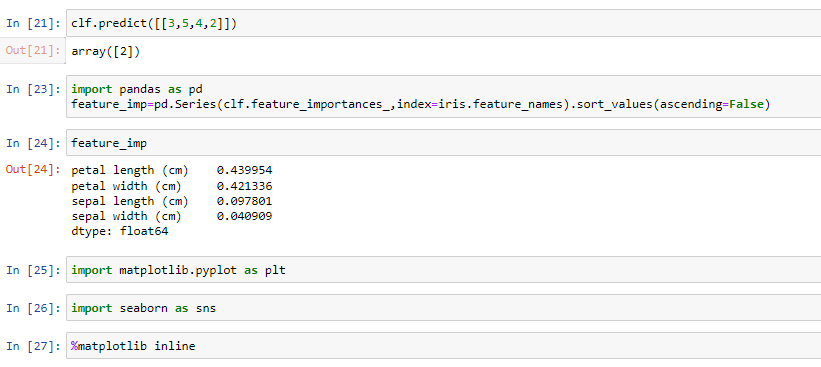 In [21]: clf.predict([[3,5,4,2]])
Out[21]: array([2])
In [23]: import pandas as pd
feature_imp=pd.Series(clf.feature_importances_,index=iris.feature_names).sort_values(ascending=False)
In [24]: feature_imp
Out[24]: petal length (cm)    0.439954
petal width (cm)     0.421336
sepal length (cm)    0.097801
sepal width (cm)     0.040909
dtype: float64
In [25]: import matplotlib.pyplot as plt
In [26]: import seaborn as sns
In [27]: %matplotlib inline